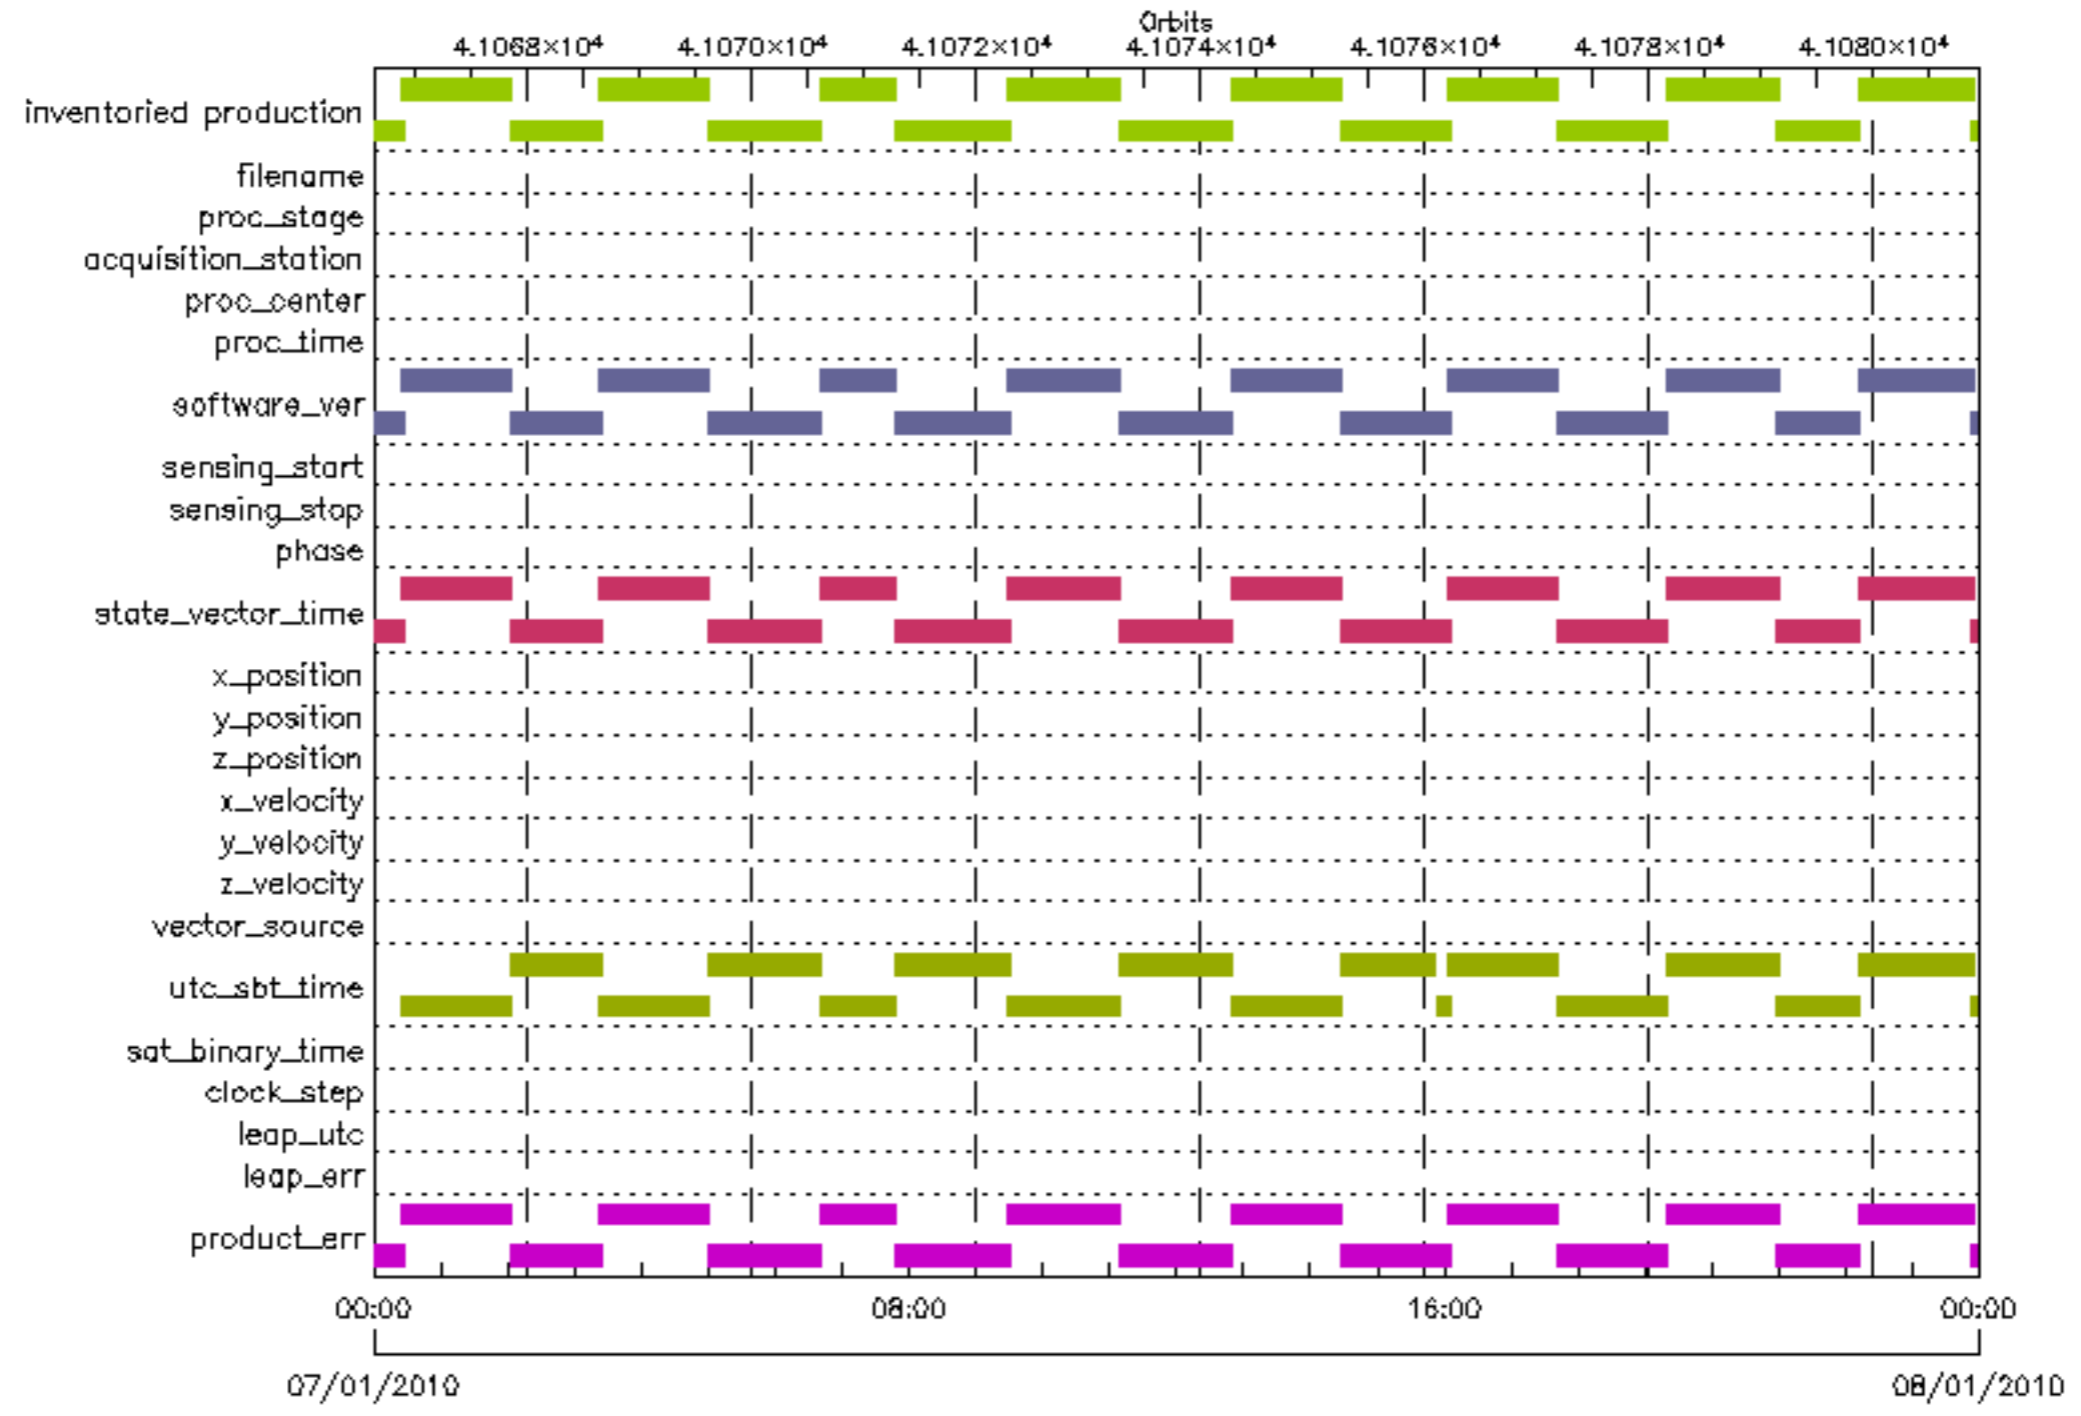 Orbits
4.1068×10⁴ 4.1070×10⁴ 4.1072×10⁴ 4.1074×10⁴ 4.1076×10⁴ 4.1078×10⁴ 4.1080×10⁴
inventoried production
filename
proc_stage
acquisition_station
proc_center
proc_time
software_ver
sensing_start
sensing_stop
phase
state_vector_time
x_position
y_position
z_position
x_velocity
y_velocity
z_velocity
vector_source
utc_sbt_time
sat_binary_time
clock_step
leap_utc
leap_err
product_err
00:00 08:00 16:00 00:00
07/01/2010 08/01/2010